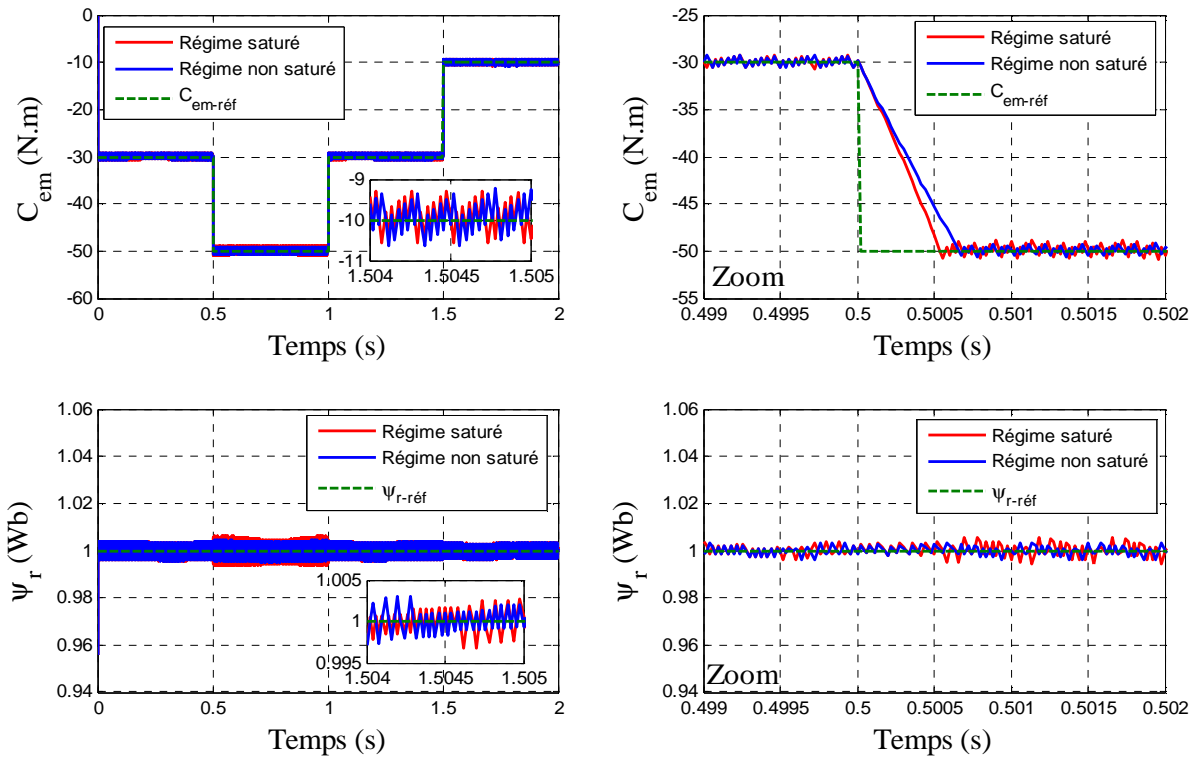 0
-10
-20
-30
-40
-50
-60
C_em (N.m)
Régime saturé
Régime non saturé
C_em-réf
-9
-10
-11
1.504
1.5045
1.505
0
0.5
1
1.5
2
Temps (s)
-25
-30
-35
-40
-45
-50
-55
C_em (N.m)
Régime saturé
Régime non saturé
C_em-réf
Zoom
0.499
0.4995
0.5
0.5005
0.501
0.5015
0.502
Temps (s)
1.06
1.04
1.02
1
0.98
0.96
0.94
ψ_r (Wb)
Régime saturé
Régime non saturé
ψ_r-réf
1.005
1
0.995
1.504
1.5045
1.505
0
0.5
1
1.5
2
Temps (s)
1.06
1.04
1.02
1
0.98
0.96
0.94
ψ_r (Wb)
Régime saturé
Régime non saturé
ψ_r-réf
Zoom
0.499
0.4995
0.5
0.5005
0.501
0.5015
0.502
Temps (s)